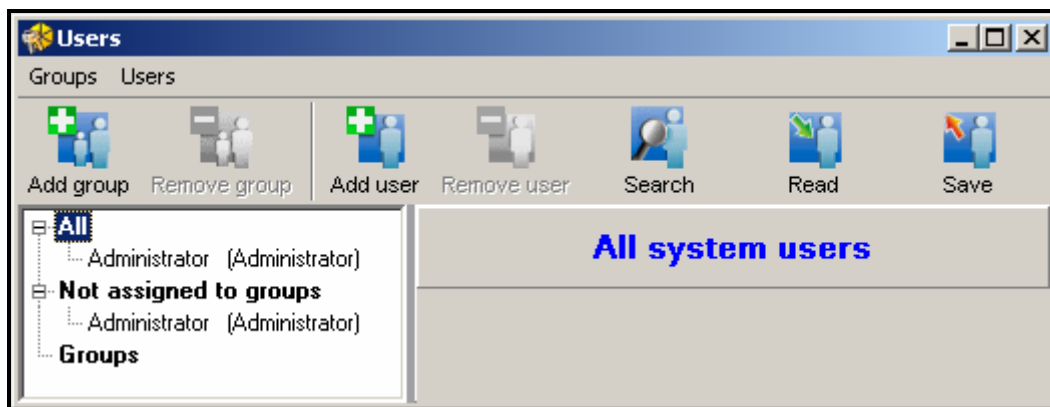 Users
Groups Users
Add group Remove group Add user Remove user Search Read Save
All
Administrator (Administrator)
Not assigned to groups
Administrator (Administrator)
Groups
All system users